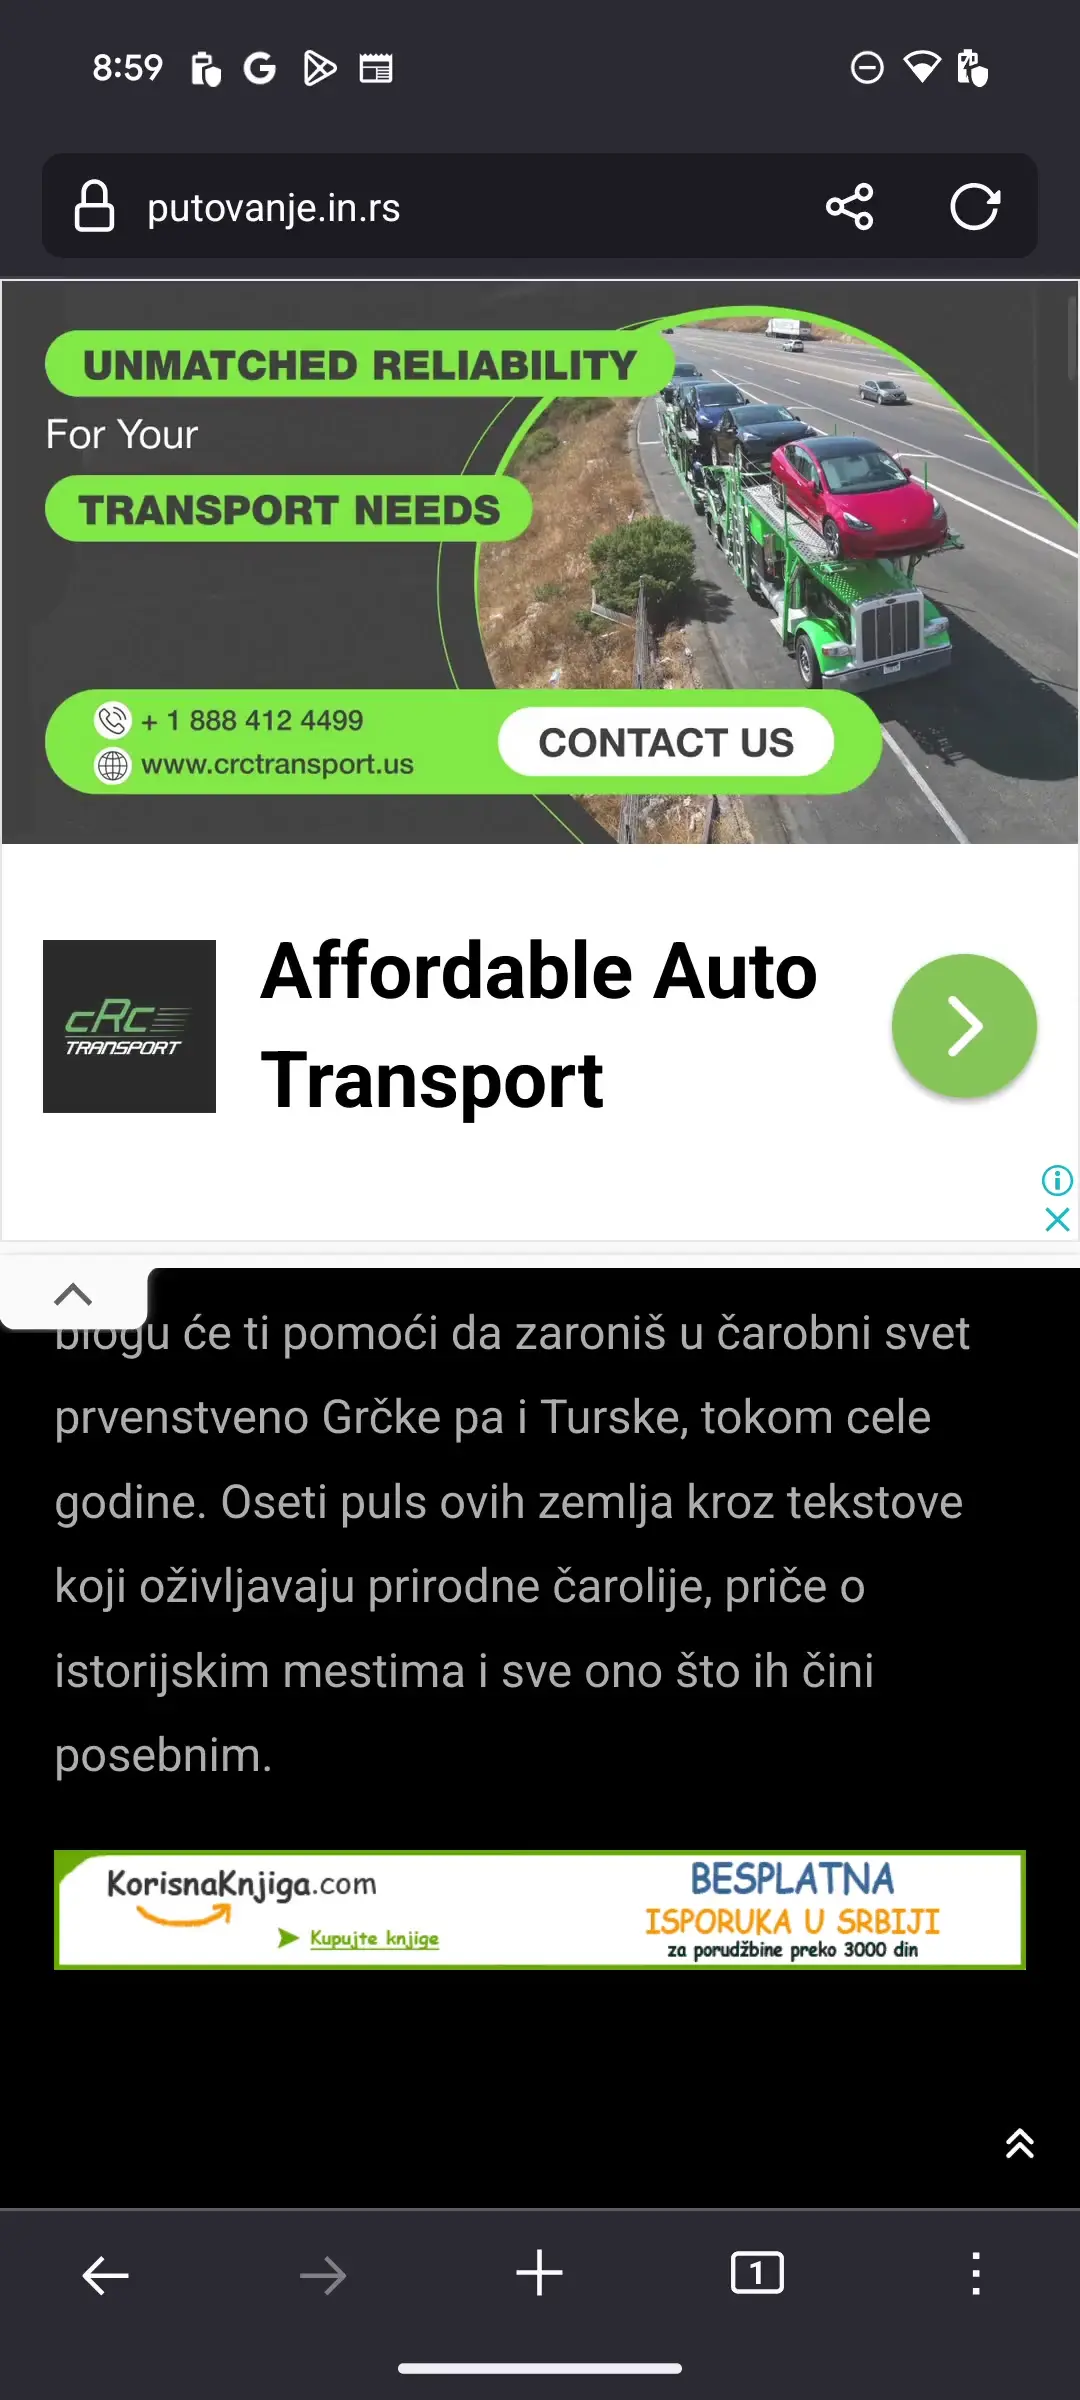 8:59
putovanje.in.rs
UNMATCHED RELIABILITY
For Your
TRANSPORT NEEDS
+ 1 888 412 4499
www.crctransport.us
CONTACT US
CRC
TRANSPORT
Affordable Auto
Transport
blogu će ti pomoći da zaroniš u čarobni svet
prvenstveno Grčke pa i Turske, tokom cele
godine. Oseti puls ovih zemlja kroz tekstove
koji oživljavaju prirodne čarolije, priče o
istorijskim mestima i sve ono što ih čini
posebnim.
KorisnaKnjiga.com
Kupujte knjige
BESPLATNA
ISPORUKA U SRBIJI
za porudžbine preko 3000 din
1